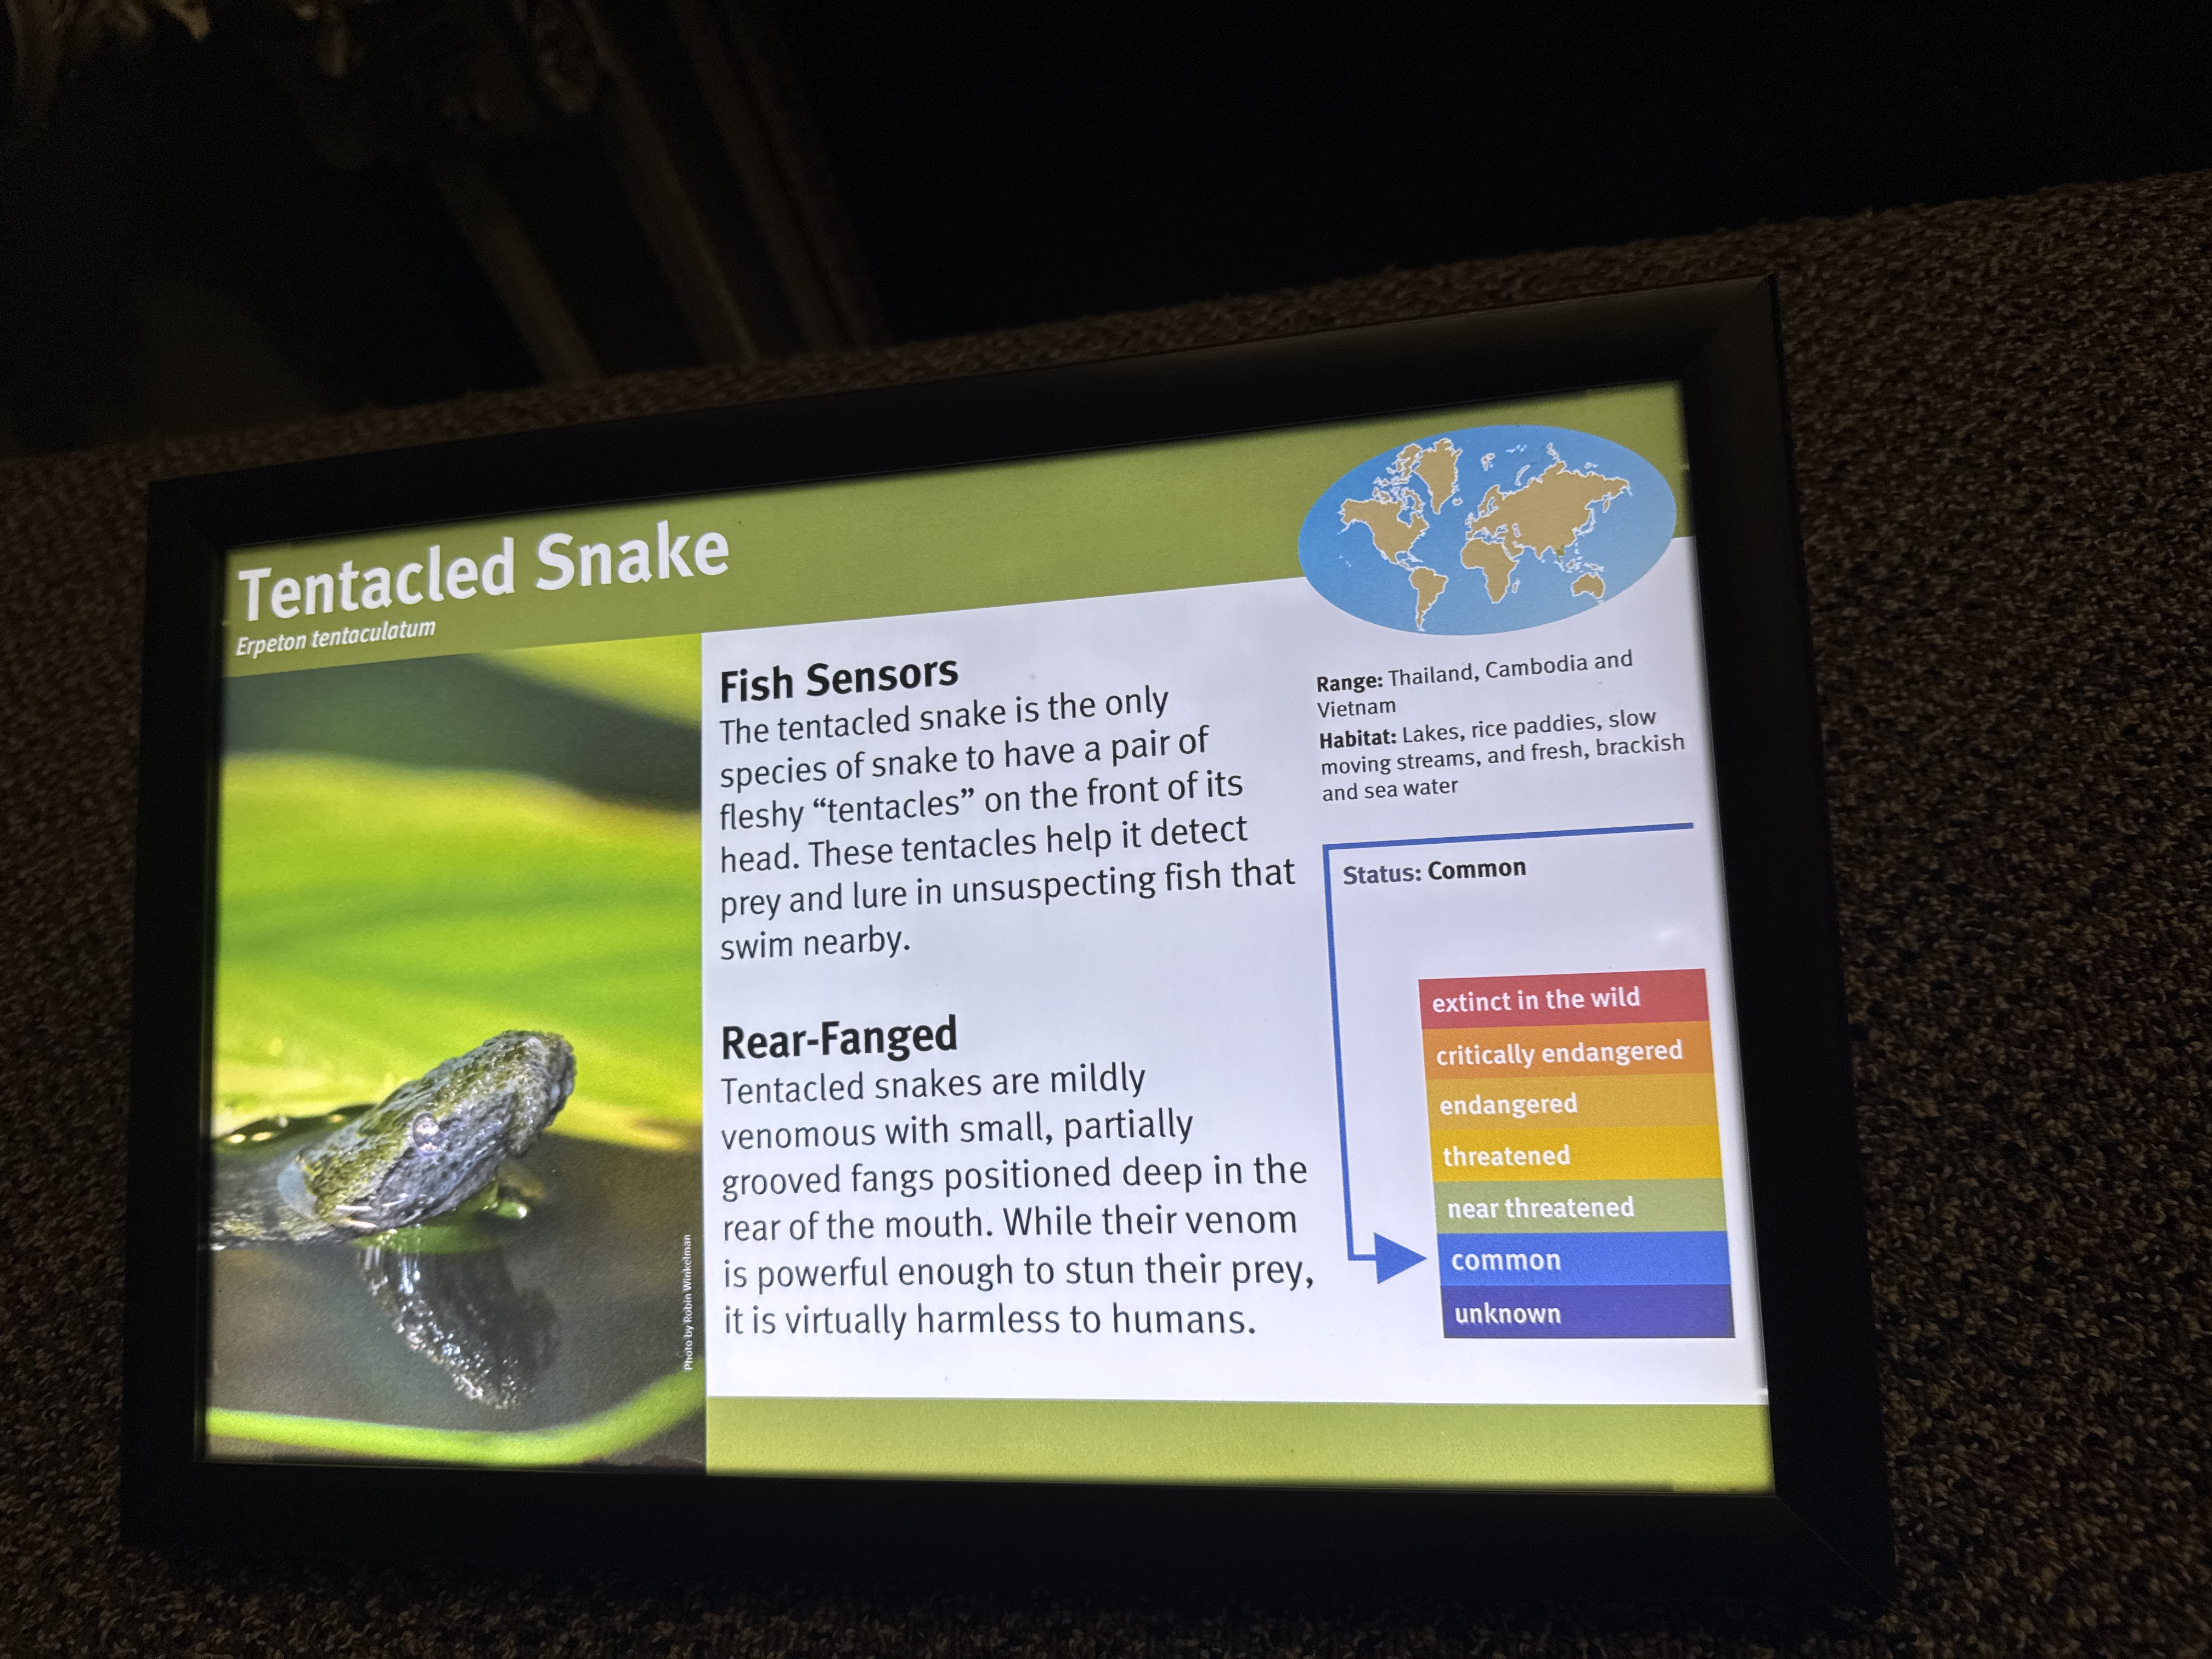 Tentacled Snake
Erpeton tentaculatum
Fish Sensors
The tentacled snake is the only
species of snake to have a pair of
fleshy “tentacles” on the front of its
head. These tentacles help it detect
prey and lure in unsuspecting fish that
swim nearby.
Rear-Fanged
Tentacled snakes are mildly
venomous with small, partially
grooved fangs positioned deep in the
rear of the mouth. While their venom
is powerful enough to stun their prey,
it is virtually harmless to humans.
Photo by Robin Winkelman
Range: Thailand, Cambodia and
Vietnam
Habitat: Lakes, rice paddies, slow
moving streams, and fresh, brackish
and sea water
Status: Common
extinct in the wild
critically endangered
endangered
threatened
near threatened
common
unknown